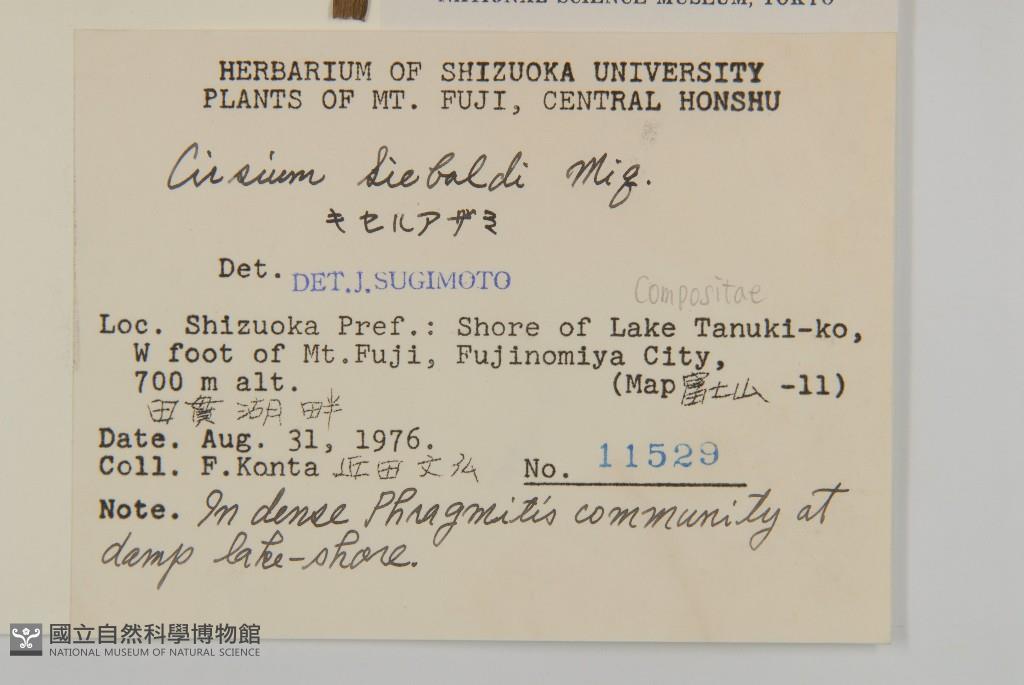 NATIONAL SCIENCE MUSEUM, TOKYO
HERBARIUM OF SHIZUOKA UNIVERSITY
PLANTS OF MT. FUJI, CENTRAL HONSHU
Cirsium Sieboldi Miq.
キセルアザミ
Det. DET.J.SUGIMOTO
Compositae
Loc. Shizuoka Pref.: Shore of Lake Tanuki-ko,
W foot of Mt.Fuji, Fujinomiya City,
700 m alt. (Map 富士山 -11)
田貫湖畔
Date. Aug. 31, 1976.
Coll. F.Konta 近田文弘 No. 11529
Note. In dense Phragmitis community at
damp lake-shore.
國立自然科學博物館
NATIONAL MUSEUM OF NATURAL SCIENCE